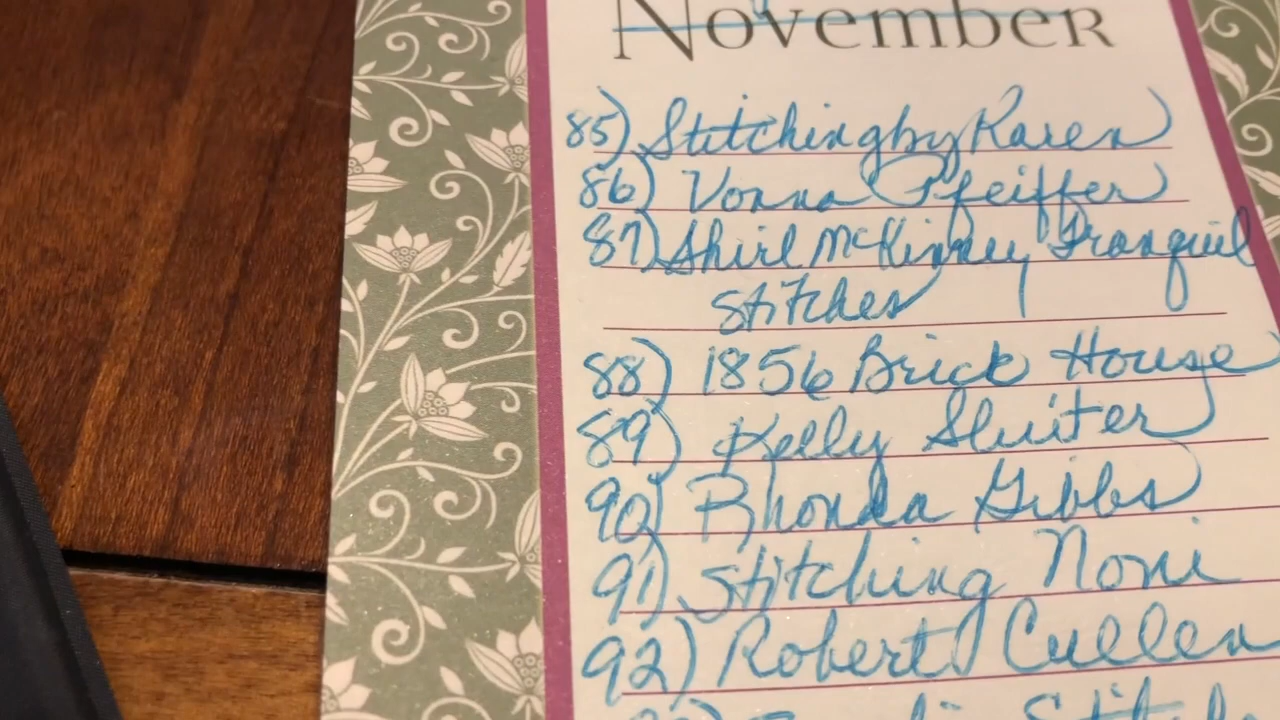 November
85) StitchingbyKaren
86) Vonna Pfeiffer
87) Shirl McKinney, Tranquil
Stitches
88) 1856 Brick House
89) Kelly Sluiter
90) Rhonda Gibbs
91) Stitching Noni
92) Robert Cullen